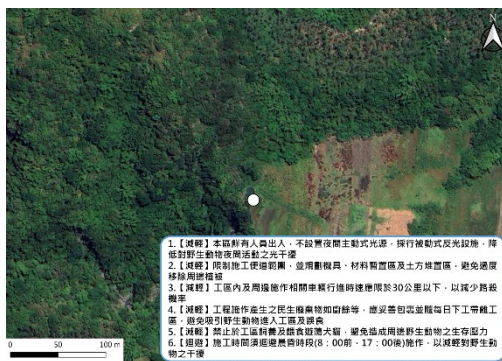 1.【減輕】本區鮮有人員出入，不設置夜間主動式光源，採行被動式反光設施，降
低對野生動物夜間活動之光干擾
2.【減輕】限制施工便道範圍，並規劃機具、材料暫置區及土方堆置區，避免過度
移除周邊植被
3.【減輕】工區內及周邊施作相關車輛行進時速應限於30公里以下，以減少路殺
機率
4.【減輕】工程施作產生之民生廢棄物如廚餘等，應妥善包裹並隨每日下工帶離工
區，避免吸引野生動物進入工區及誤食
5.【減輕】禁止於工區飼養及餵食遊蕩犬貓，避免造成周邊野生動物之生存壓力
6.【迴避】施工時間須迴避晨昏時段(8：00前、17：00後)施作，以減輕對野生動
物之干擾
0 50 100 m